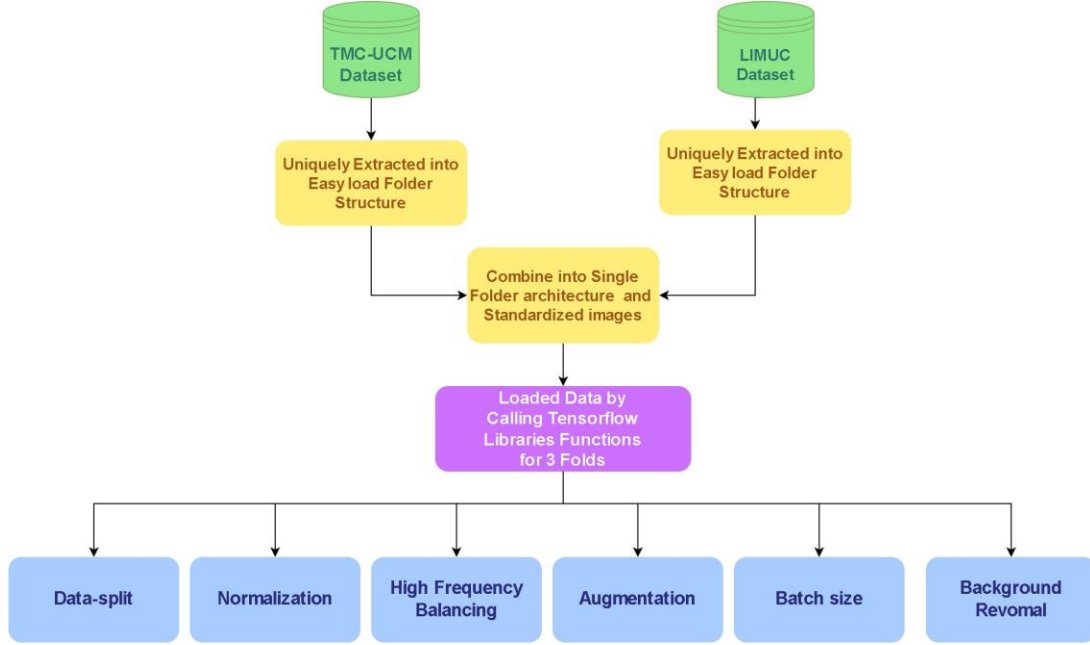 TMC-UCM
Dataset
LIMUC
Dataset
Uniquely Extracted into
Easy load Folder
Structure
Uniquely Extracted into
Easy load Folder
Structure
Combine into Single
Folder architecture and
Standardized images
Loaded Data by
Calling Tensorflow
Libraries Functions
for 3 Folds
Data-split
Normalization
High Frequency
Balancing
Augmentation
Batch size
Background
Revomal